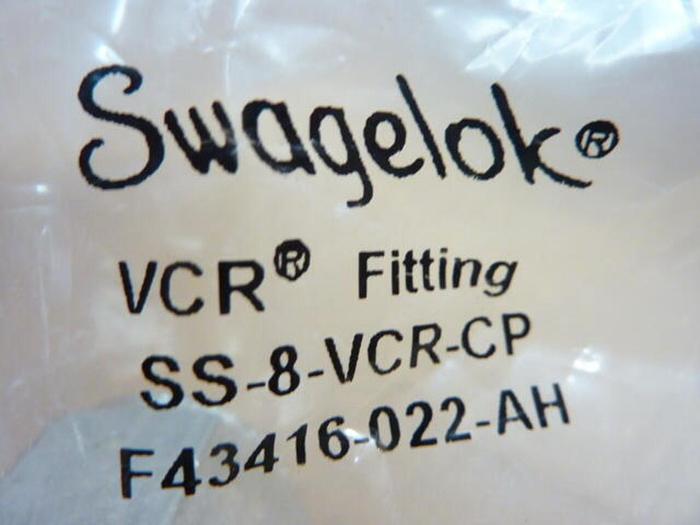 Swagelok®
VCR® Fitting
SS-8-VCR-CP
F43416-022-AH